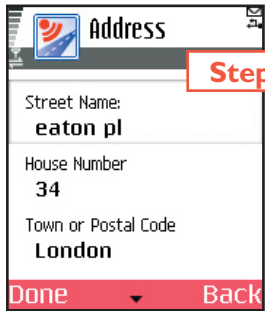 Address
Step
Street Name:
eaton pl
House Number
34
Town or Postal Code
London
Done Back